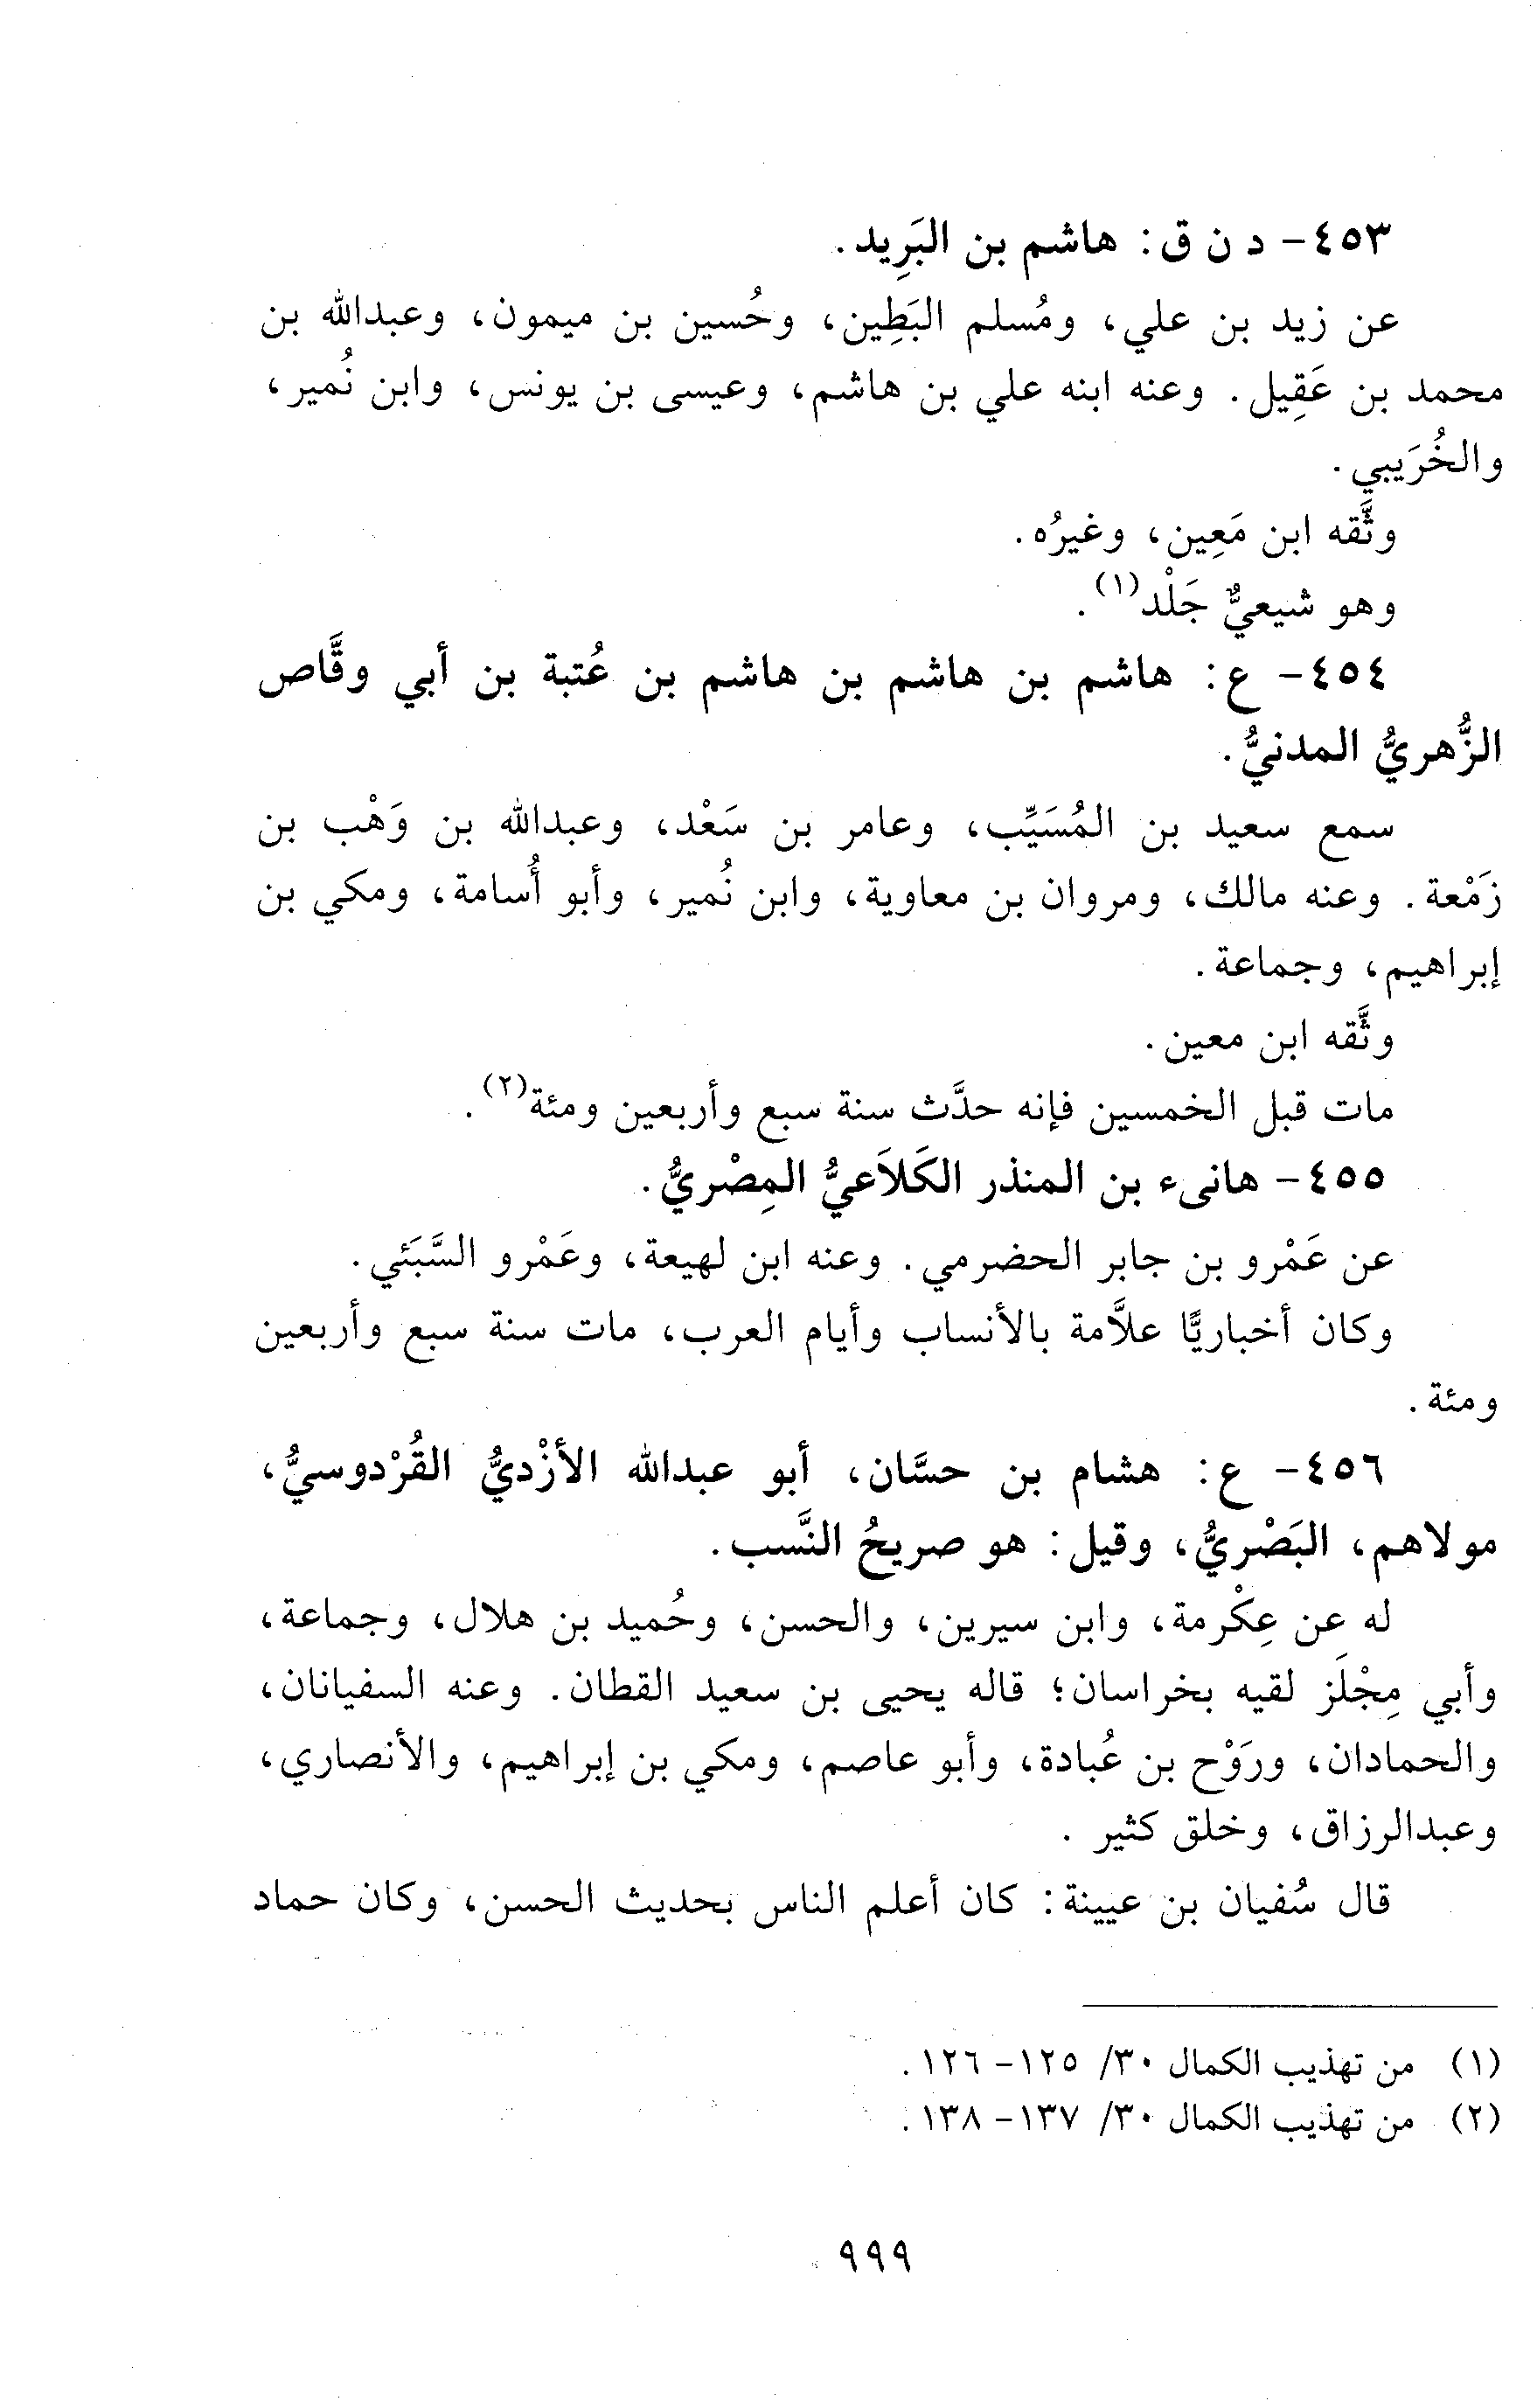 ٤٥٣- د ن ق: هاشم بن البَرِيد.
عن زيد بن علي، ومُسلم البَطِين، وحُسين بن ميمون، وعبدالله بن
محمد بن عَقِيل. وعنه ابنه علي بن هاشم، وعيسى بن يونس، وابن نُمير،
والخُرَيبي.
وثَّقه ابن مَعِين، وغيرُه.
وهو شيعيٌّ جَلْد(١).
٤٥٤- ع: هاشم بن هاشم بن هاشم بن عُتبة بن أبي وقَّاص
الزُّهريُّ المدنيُّ.
سمع سعيد بن المُسَيِّب، وعامر بن سَعْد، وعبدالله بن وَهْب بن
زَمْعة. وعنه مالك، ومروان بن معاوية، وابن نُمير، وأبو أُسامة، ومكي بن
إبراهيم، وجماعة.
وثَّقه ابن معين.
مات قبل الخمسين فإنه حدَّث سنة سبع وأربعين ومئة(٢).
٤٥٥- هانىء بن المنذر الكَلاَعيُّ المِصْريُّ.
عن عَمْرو بن جابر الحضرمي. وعنه ابن لهيعة، وعَمْرو السَّبَئي.
وكان أخباريًّا علاَّمة بالأنساب وأيام العرب، مات سنة سبع وأربعين
ومئة.
٤٥٦- ع: هشام بن حسَّان، أبو عبدالله الأزْديُّ القُرْدوسيُّ،
مولاهم، البَصْريُّ، وقيل: هو صريحُ النَّسب.
له عن عِكْرمة، وابن سيرين، والحسن، وحُميد بن هلال، وجماعة،
وأبي مِجْلَز لقيه بخراسان؛ قاله يحيى بن سعيد القطان. وعنه السفيانان،
والحمادان، ورَوْح بن عُبادة، وأبو عاصم، ومكي بن إبراهيم، والأنصاري،
وعبدالرزاق، وخلق كثير.
قال سُفيان بن عيينة: كان أعلم الناس بحديث الحسن، وكان حماد
(١) من تهذيب الكمال ٣٠/ ١٢٥- ١٢٦.
(٢) من تهذيب الكمال ٣٠/ ١٣٧- ١٣٨.
٩٩٩